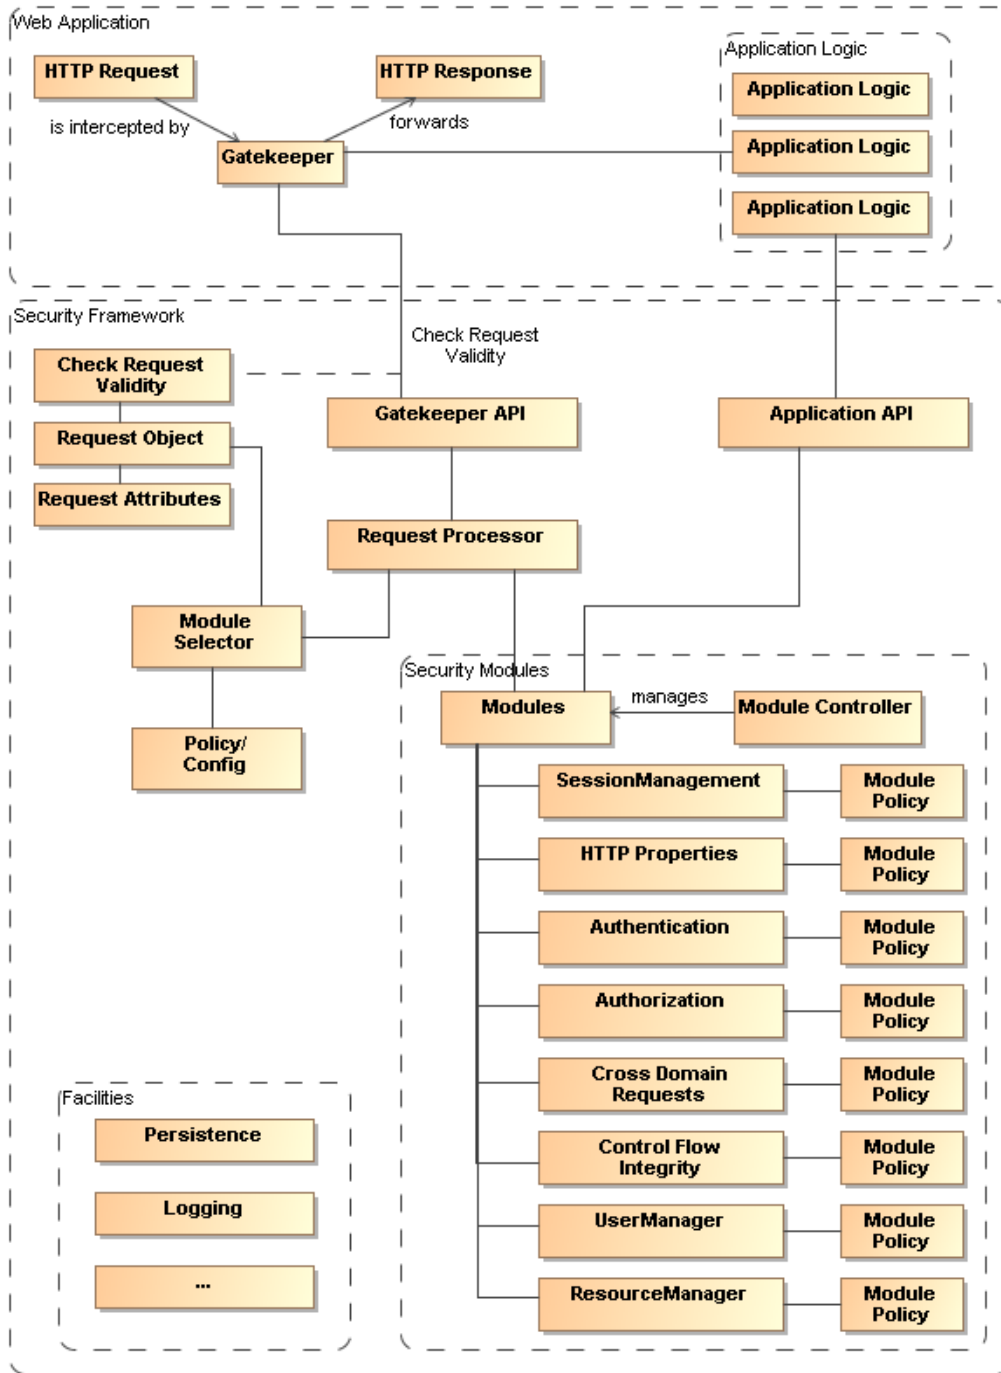 Web Application
HTTP Request
HTTP Response
Application Logic
Application Logic
is intercepted by
forwards
Gatekeeper
Application Logic
Application Logic
Security Framework
Check Request
Validity
Check Request
Validity
Gatekeeper API
Application API
Request Object
Request Attributes
Request Processor
Module
Selector
Security Modules
Modules
manages
Module Controller
Policy/
Config
SessionManagement
Module
Policy
HTTP Properties
Module
Policy
Authentication
Module
Policy
Authorization
Module
Policy
Cross Domain
Requests
Module
Policy
Control Flow
Integrity
Module
Policy
UserManager
Module
Policy
ResourceManager
Module
Policy
Facilities
Persistence
Logging
...